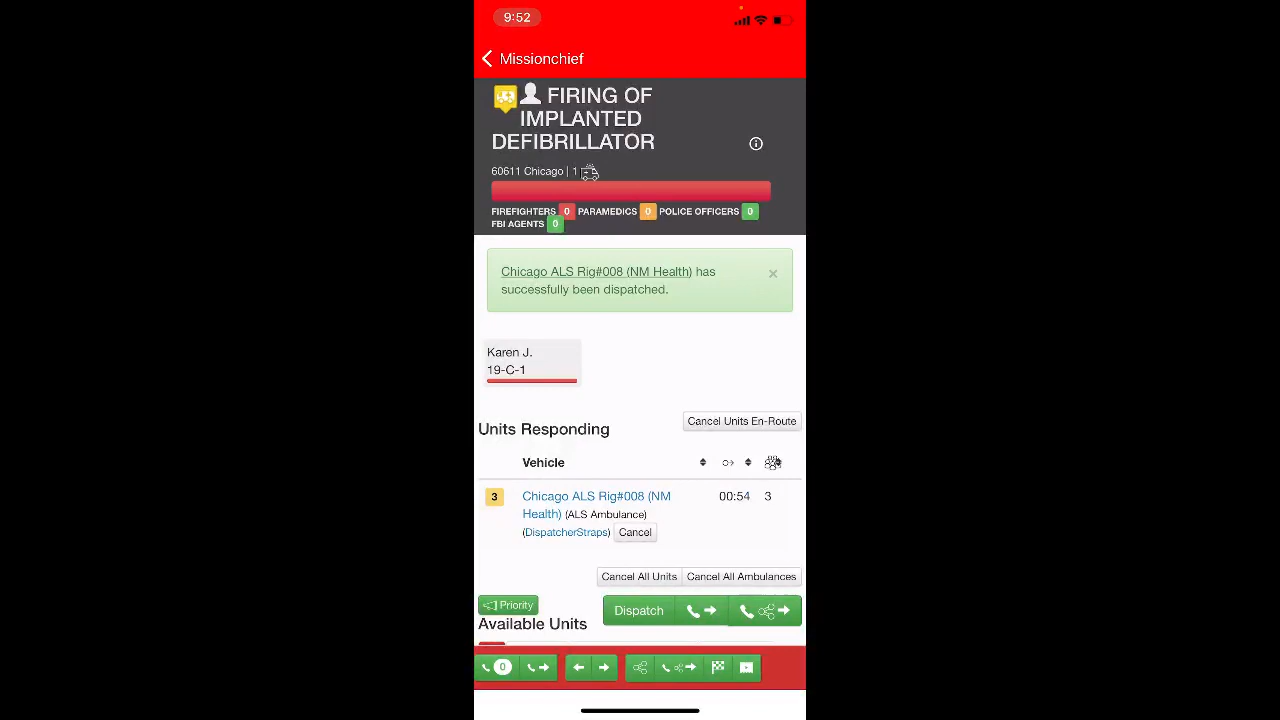 9:52
Missionchief
FIRING OF
IMPLANTED
DEFIBRILLATOR
60611 Chicago | 1
FIREFIGHTERS 0 PARAMEDICS 0 POLICE OFFICERS 0
FBI AGENTS 0
Chicago ALS Rig#008 (NM Health) has ×
successfully been dispatched.
Karen J.
19-C-1
Cancel Units En-Route
Units Responding
Vehicle
3 Chicago ALS Rig#008 (NM 00:54 3
Health) (ALS Ambulance)
(DispatcherStraps) Cancel
Cancel All Units Cancel All Ambulances
Priority
Dispatch
Available Units
0